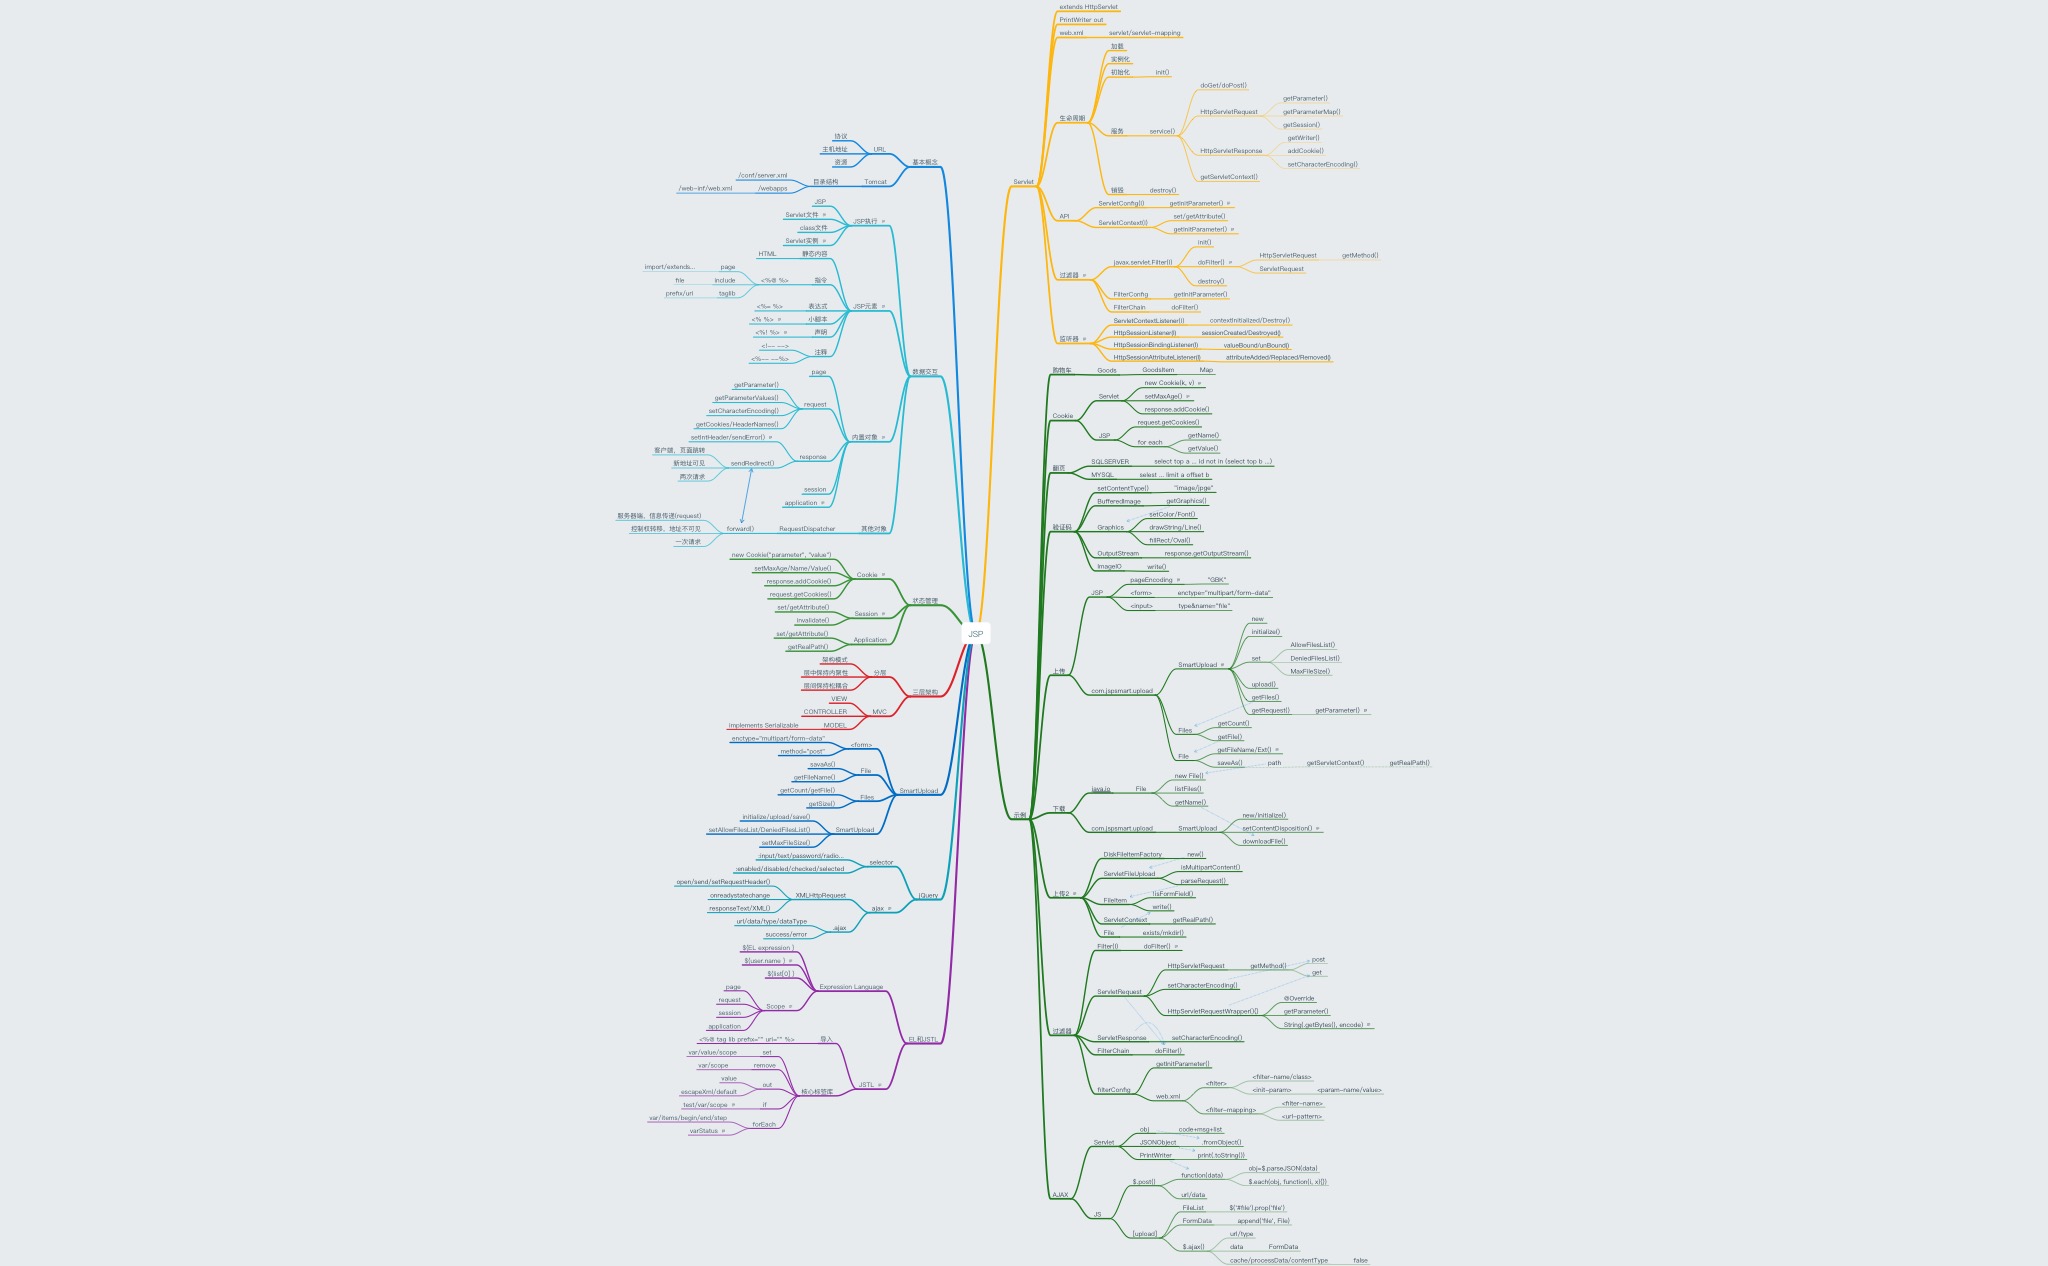 JSP
基本概念
URL
协议
主机地址
资源
Tomcat
目录结构
/conf/server.xml
/webapps
/web-inf/web.xml
数据交互
JSP执行
JSP
Servlet文件
class文件
Servlet实例
JSP元素
静态内容
HTML
指令
<%@ %>
page
import/extends...
include
file
taglib
prefix/uri
表达式
<%= %>
小脚本
<% %>
声明
<%! %>
注释
<!-- -->
<%-- --%>
内置对象
page
request
getParameter()
getParameterValues()
setCharacterEncoding()
getCookies/HeaderNames()
response
setIntHeader/sendError()
sendRedirect()
客户端，页面跳转
新地址可见
两次请求
session
application
其他对象
RequestDispatcher
forward()
服务器端，信息传递(request)
控制权转移，地址不可见
一次请求
状态管理
Cookie
new Cookie("parameter", "value")
setMaxAge/Name/Value()
response.addCookie()
request.getCookies()
Session
set/getAttribute()
invalidate()
Application
set/getAttribute()
getRealPath()
三层架构
分层
架构模式
层中保持内聚性
层间保持松耦合
MVC
VIEW
CONTROLLER
MODEL
implements Serializable
SmartUpload
<form>
enctype="multipart/form-data"
method="post"
File
savaAs()
getFileName()
Files
getCount/getFile()
getSize()
SmartUpload
initialize/upload/save()
setAllowFilesList/DeniedFilesList()
setMaxFileSize()
jQuery
selector
:input/text/password/radio...
:enabled/disabled/checked/selected
ajax
XMLHttpRequest
open/send/setRequestHeader()
onreadystatechange
responseText/XML()
.ajax
url/data/type/dataType
success/error
EL和JSTL
Expression Language
${EL expression }
${user.name }
${list[0] }
Scope
page
request
session
application
JSTL
导入
<%@ tag lib prefix="" url="" %>
核心标签库
set
var/value/scope
remove
var/scope
out
value
escapeXml/default
if
test/var/scope
forEach
var/items/begin/end/step
varStatus
Servlet
extends HttpServlet
PrintWriter out
web.xml
servlet/servlet-mapping
生命周期
加载
实例化
初始化
init()
服务
service()
doGet/doPost()
HttpServletRequest
getParameter()
getParameterMap()
getSession()
HttpServletResponse
getWriter()
addCookie()
setCharacterEncoding()
getServletContext()
销毁
destroy()
API
ServletConfig(I)
getInitParameter()
ServletContext(I)
set/getAttribute()
getInitParameter()
过滤器
javax.servlet.Filter(I)
init()
doFilter()
HttpServletRequest
getMethod()
ServletRequest
destroy()
FilterConfig
getInitParameter()
FilterChain
doFilter()
监听器
ServletContextListener(I)
contextInitialized/Destroy()
HttpSessionListener(I)
sessionCreated/Destroyed()
HttpSessionBindingListener(I)
valueBound/unBound()
HttpSessionAttributeListener(I)
attributeAdded/Replaced/Removed()
示例
购物车
Goods
GoodsItem
Map
Cookie
Servlet
new Cookie(k, v)
setMaxAge()
response.addCookie()
JSP
request.getCookies()
for each
getName()
getValue()
翻页
SQLSERVER
select top a ... id not in (select top b ...)
MYSQL
selest ... limit a offset b
验证码
setContentType()
"image/jpge"
BufferedImage
getGraphics()
Graphics
setColor/Font()
drawString/Line()
fillRect/Oval()
OutputStream
response.getOutputStream()
ImageIO
write()
上传
JSP
pageEncoding
"GBK"
<form>
enctype="multipart/form-data"
<input>
type&name="file"
com.jspsmart.upload
SmartUpload
new
initialize()
set
AllowFilesList()
DeniedFilesList()
MaxFileSize()
upload()
getFiles()
getRequest()
getParameter()
Files
getCount()
getFile()
File
getFileName/Ext()
saveAs()
path
getServletContext()
getRealPath()
下载
java.io
File
new File()
listFiles()
getName()
com.jspsmart.upload
SmartUpload
new/initialize()
setContentDisposition()
downloadFile()
上传2
DiskFileItemFactory
new()
ServletFileUpload
isMultipartContent()
parseRequest()
FileItem
!isFormField()
write()
ServletContext
getRealPath()
File
exists/mkdir()
过滤器
Filter(I)
doFilter()
ServletRequest
HttpServletRequest
getMethod()
post
get
setCharacterEncoding()
HttpServletRequestWrapper(){}
@Override
getParameter()
String(.getBytes(), encode)
ServletResponse
setCharacterEncoding()
FilterChain
doFilter()
filterConfig
getInitParameter()
web.xml
<filter>
<filter-name/class>
<init-param>
<param-name/value>
<filter-mapping>
<filter-name>
<url-pattern>
AJAX
Servlet
obj
code+msg+list
JSONObject
.fromObject()
PrintWriter
print(.toString())
JS
$.post()
function(data)
obj=$.parseJSON(data)
$.each(obj, function(i, x){})
url/data
[upload]
FileList
$('#file').prop('file')
FormData
append('file', File)
$.ajax()
url/type
data
FormData
cache/processData/contentType
false